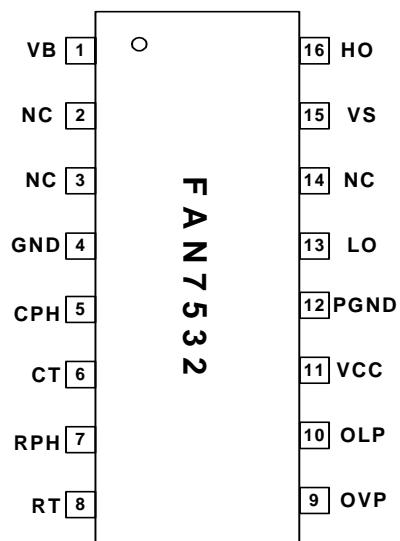 VB 1 16 HO
NC 2 15 VS
NC 3 14 NC
GND 4 13 LO
CPH 5 12 PGND
CT 6 11 VCC
RPH 7 10 OLP
RT 8 9 OVP
FAN7532